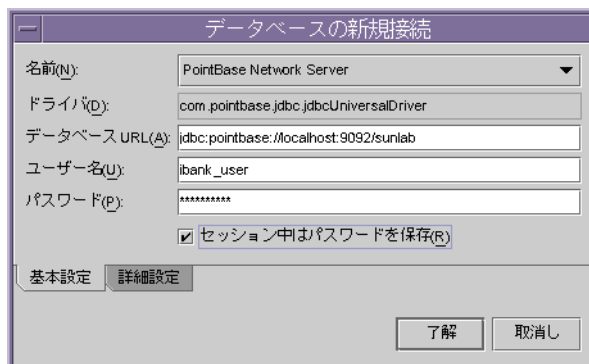 データベースの新規接続
名前(N): PointBase Network Server
ドライバ(D): com.pointbase.jdbc.jdbcUniversalDriver
データベース URL(A): jdbc:pointbase://localhost:9092/sunlab
ユーザー名(U): ibank_user
パスワード(P): **********
セッション中はパスワードを保存(R)
基本設定 詳細設定
了解 取消し